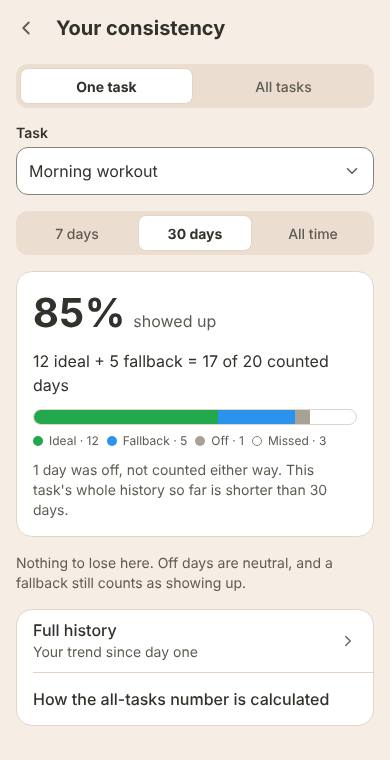 Your consistency
One task
All tasks
Task
Morning workout
7 days
30 days
All time
85% showed up
12 ideal + 5 fallback = 17 of 20 counted
days
Ideal · 12
Fallback · 5
Off · 1
Missed · 3
1 day was off, not counted either way. This
task's whole history so far is shorter than 30
days.
Nothing to lose here. Off days are neutral, and a
fallback still counts as showing up.
Full history
Your trend since day one
How the all-tasks number is calculated